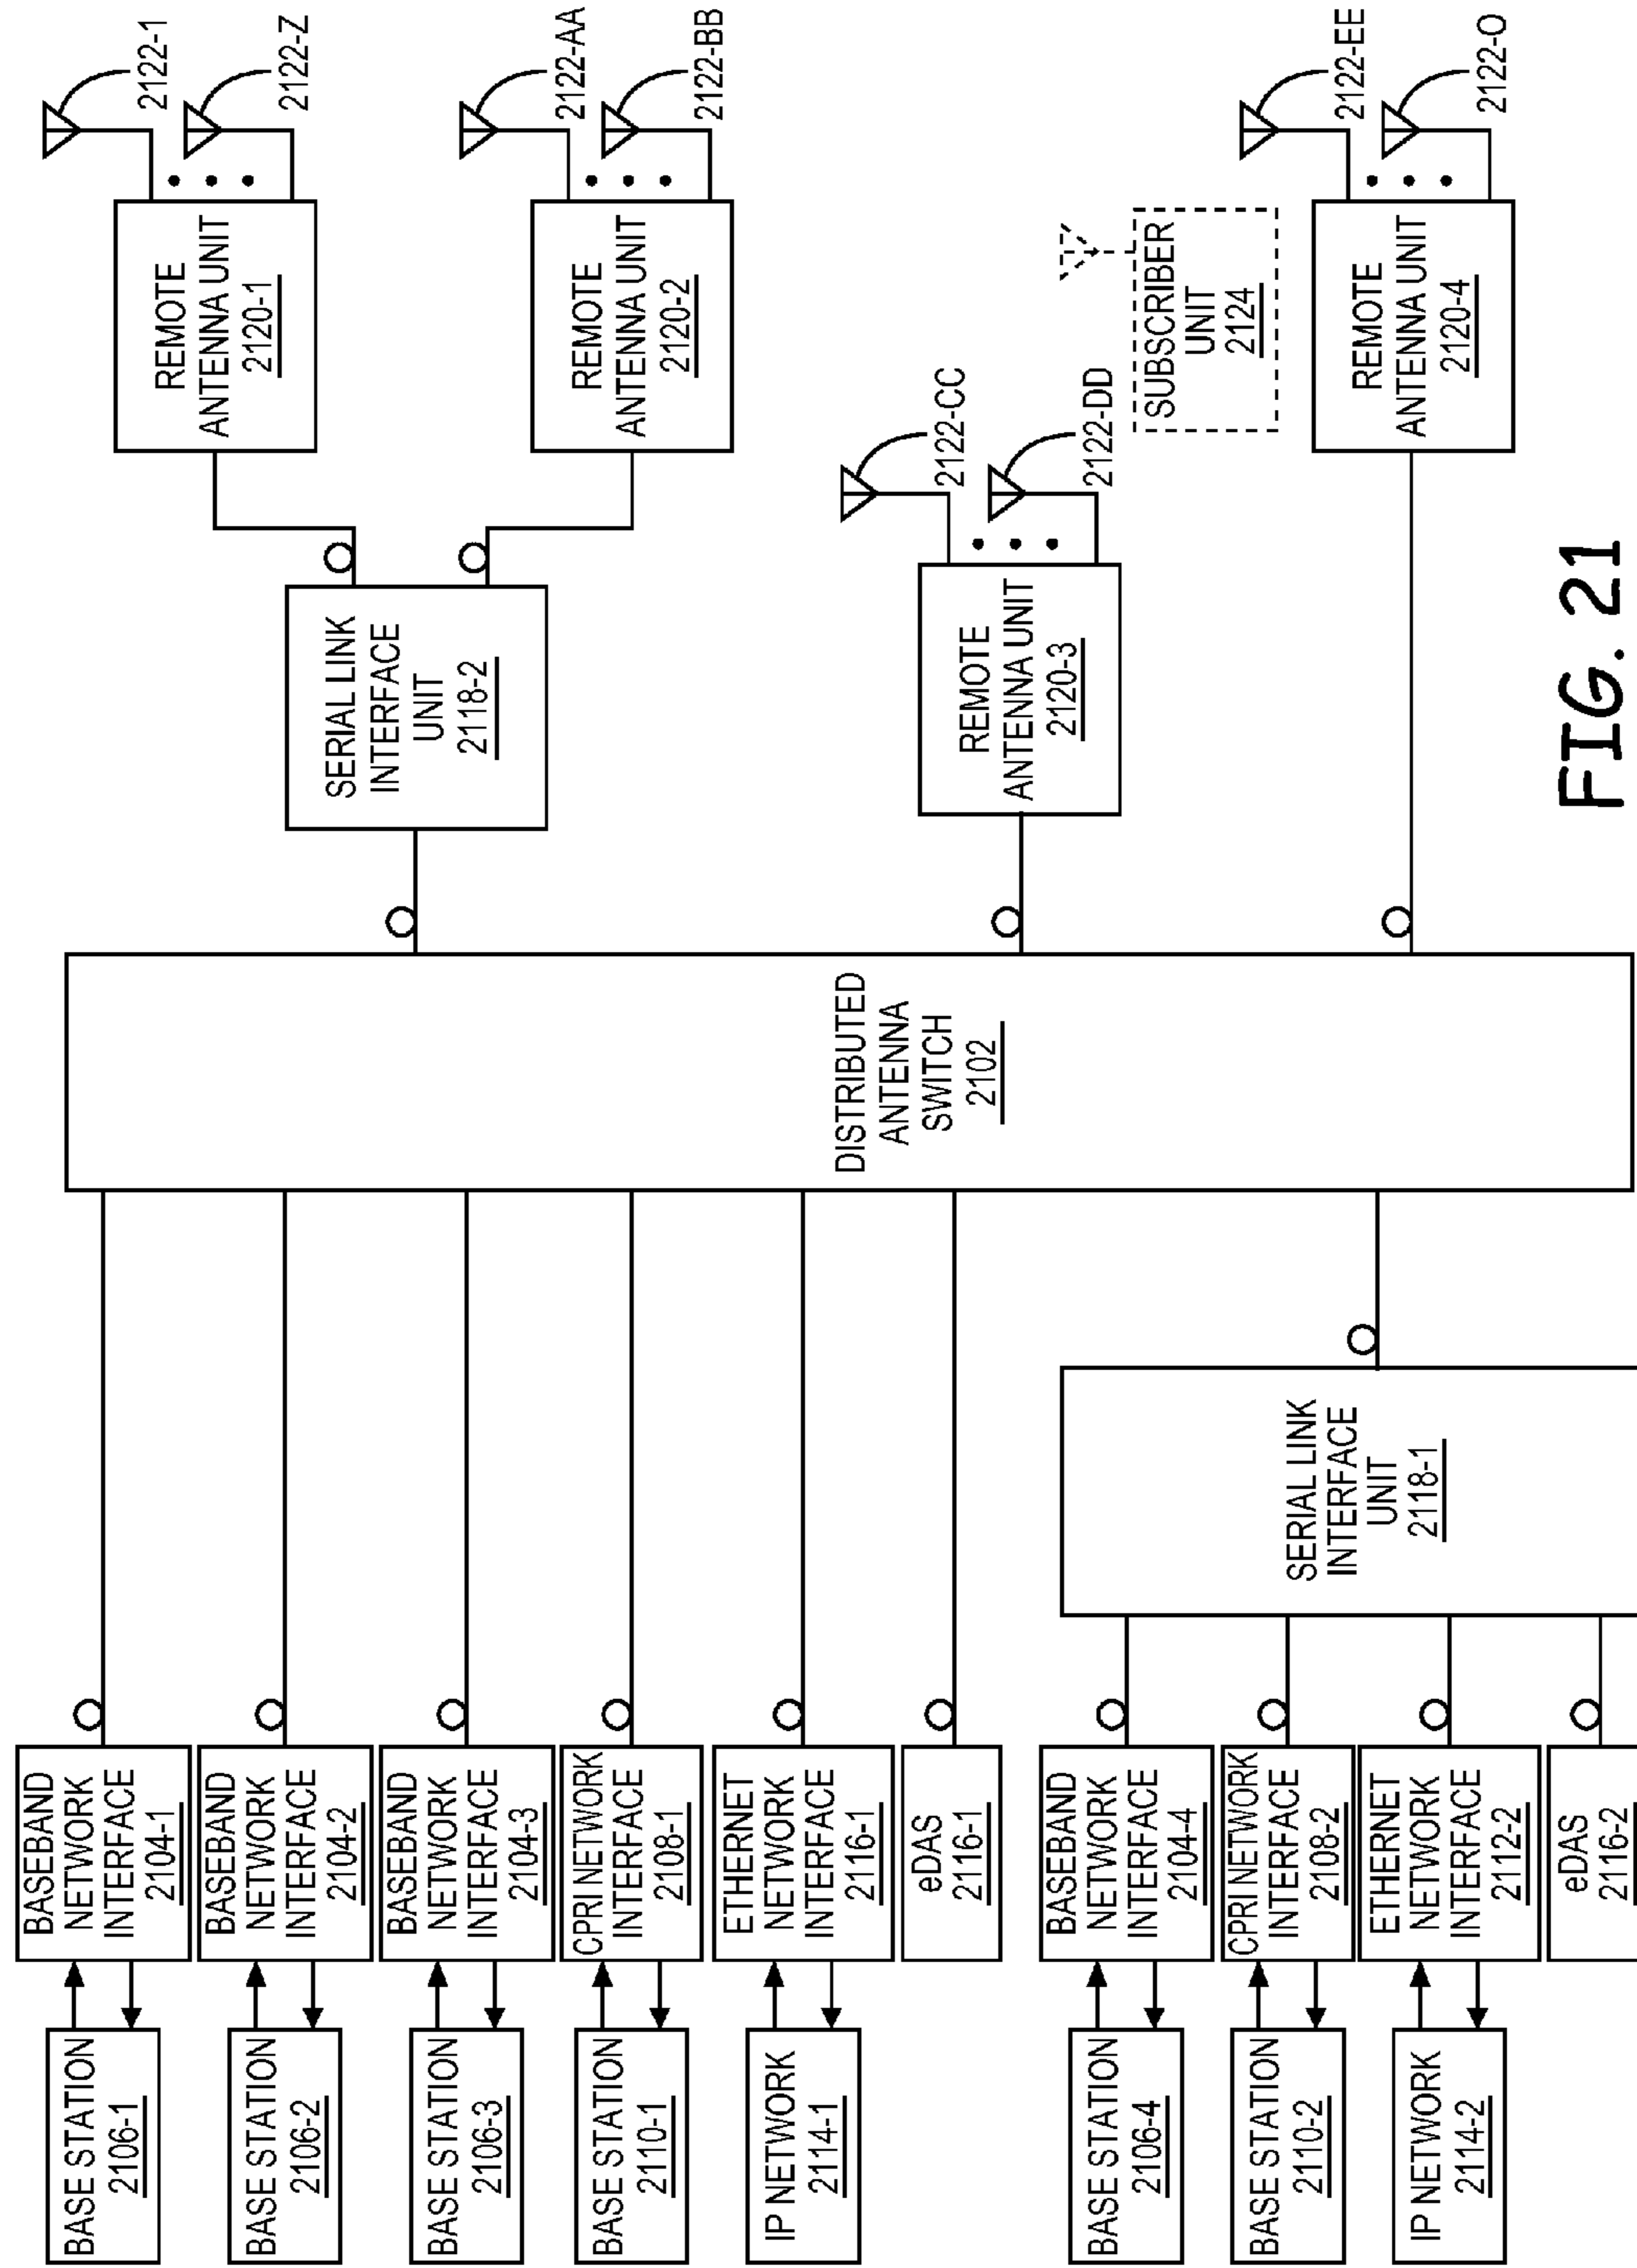 BASE STATION
2106-1
BASEBAND
NETWORK
INTERFACE
2104-1
BASE STATION
2106-2
BASEBAND
NETWORK
INTERFACE
2104-2
BASE STATION
2106-3
BASEBAND
NETWORK
INTERFACE
2104-3
BASE STATION
2110-1
CPRI NETWORK
INTERFACE
2108-1
IP NETWORK
2114-1
ETHERNET
NETWORK
INTERFACE
2116-1
eDAS
2116-1
BASE STATION
2106-4
BASEBAND
NETWORK
INTERFACE
2104-4
BASE STATION
2110-2
CPRI NETWORK
INTERFACE
2108-2
IP NETWORK
2114-2
ETHERNET
NETWORK
INTERFACE
2112-2
eDAS
2116-2
SERIAL LINK
INTERFACE
UNIT
2118-1
DISTRIBUTED
ANTENNA
SWITCH
2102
SERIAL LINK
INTERFACE
UNIT
2118-2
REMOTE
ANTENNA UNIT
2120-1
2122-1
2122-Z
REMOTE
ANTENNA UNIT
2120-2
2122-AA
2122-BB
REMOTE
ANTENNA UNIT
2120-3
2122-CC
2122-DD
SUBSCRIBER
UNIT
2124
REMOTE
ANTENNA UNIT
2120-4
2122-EE
2122-O
FIG. 21